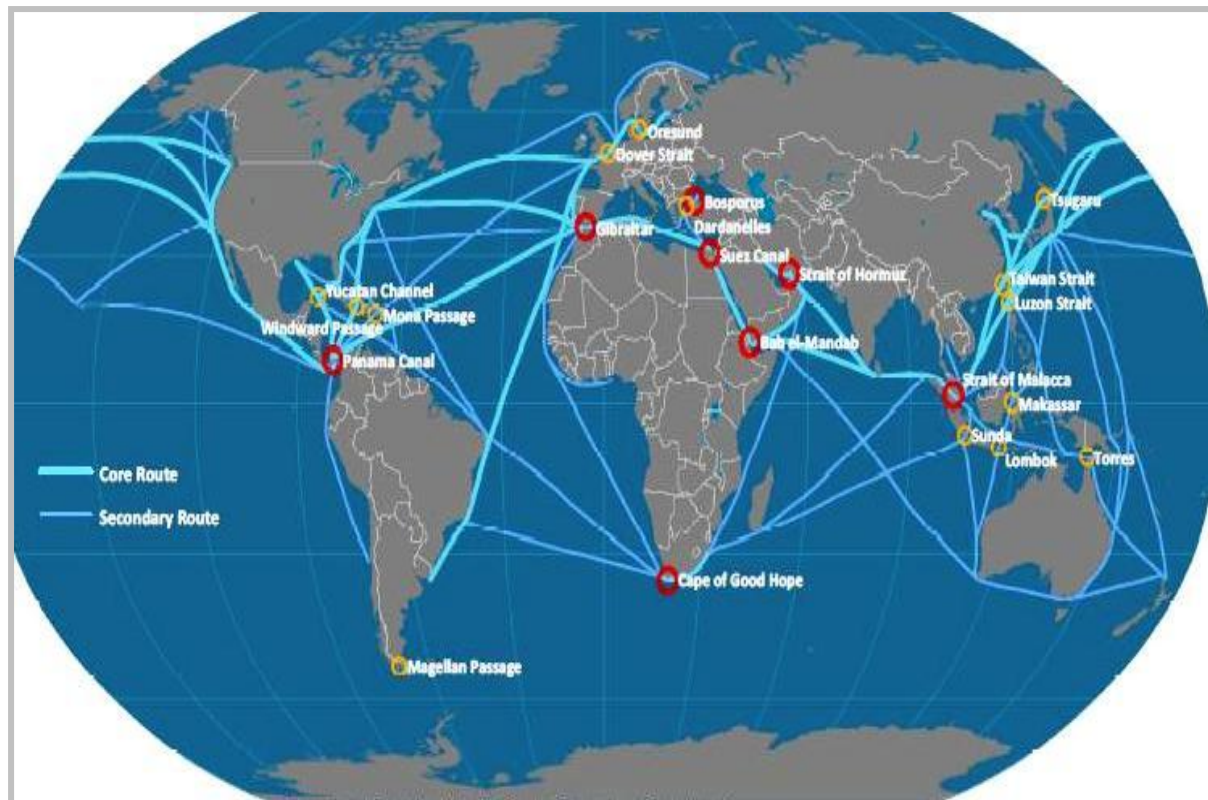 Oresund
Dover Strait
Bosporus
Tsugaru
Gibraltar
Dardanelles
Suez Canal
Strait of Hormuz
Taiwan Strait
Yucatan Channel
Luzon Strait
Mona Passage
Windward Passage
Bab el-Mandab
Panama Canal
Strait of Malacca
Makassar
Sunda
Lombok
Torres
Core Route
Secondary Route
Cape of Good Hope
Magellan Passage